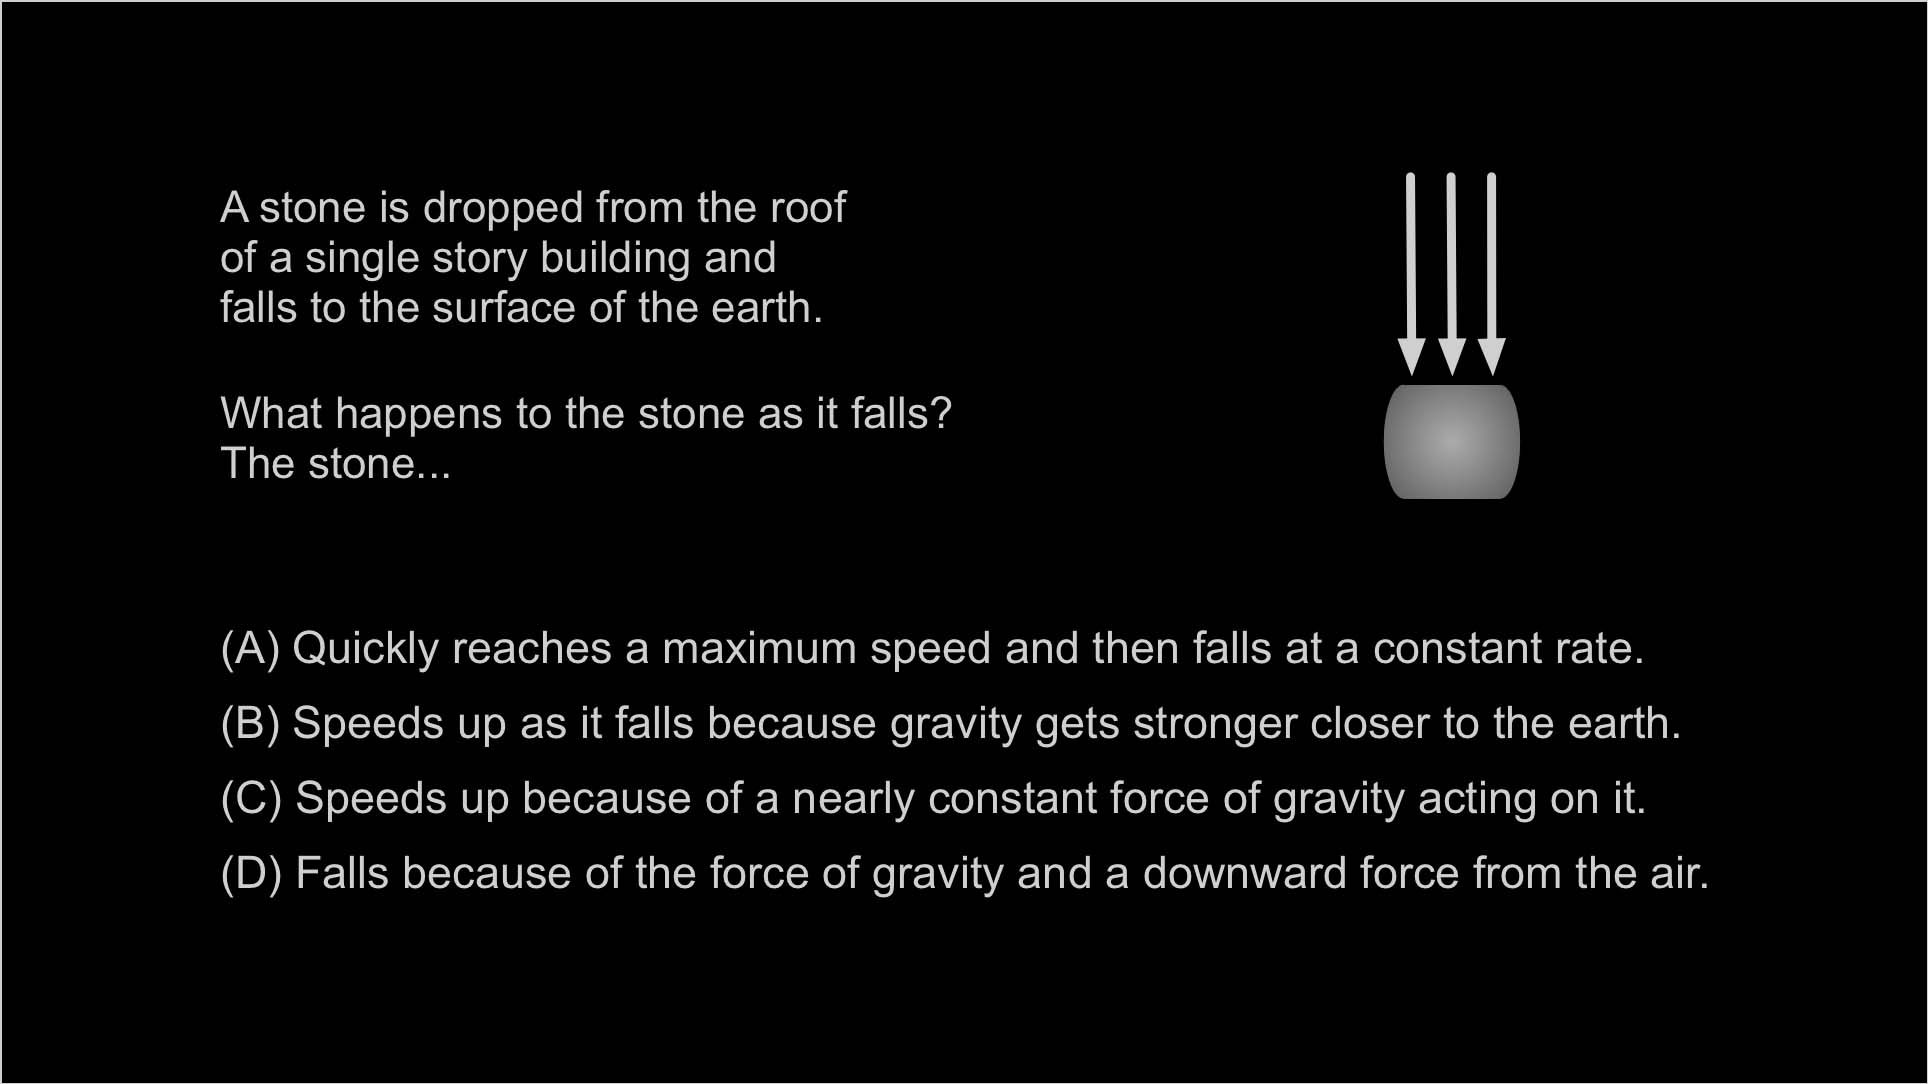 A stone is dropped from the roof
of a single story building and
falls to the surface of the earth.
What happens to the stone as it falls?
The stone...
(A) Quickly reaches a maximum speed and then falls at a constant rate.
(B) Speeds up as it falls because gravity gets stronger closer to the earth.
(C) Speeds up because of a nearly constant force of gravity acting on it.
(D) Falls because of the force of gravity and a downward force from the air.